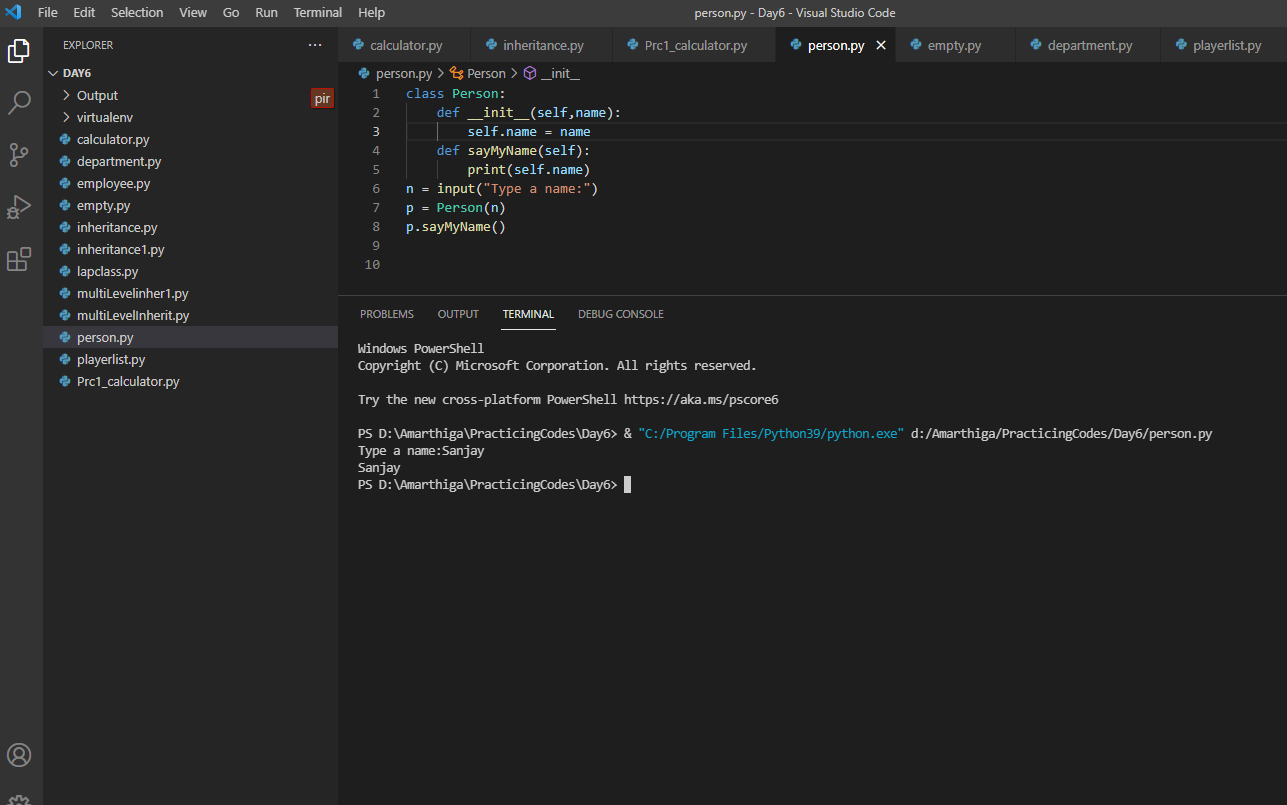 File Edit Selection View Go Run Terminal Help
person.py - Day6 - Visual Studio Code
EXPLORER
DAY6
Output
pir
virtualenv
calculator.py
department.py
employee.py
empty.py
inheritance.py
inheritance1.py
lapclass.py
multiLevelinher1.py
multiLevelInherit.py
person.py
playerlist.py
Prc1_calculator.py
calculator.py inheritance.py Prc1_calculator.py person.py empty.py department.py playerlist.py
person.py > Person > __init__
1 class Person:
2     def __init__(self,name):
3         self.name = name
4     def sayMyName(self):
5         print(self.name)
6 n = input("Type a name:")
7 p = Person(n)
8 p.sayMyName()
9
10
PROBLEMS OUTPUT TERMINAL DEBUG CONSOLE
Windows PowerShell
Copyright (C) Microsoft Corporation. All rights reserved.
Try the new cross-platform PowerShell https://aka.ms/pscore6
PS D:\Amarthiga\PracticingCodes\Day6> & "C:/Program Files/Python39/python.exe" d:/Amarthiga/PracticingCodes/Day6/person.py
Type a name:Sanjay
Sanjay
PS D:\Amarthiga\PracticingCodes\Day6>